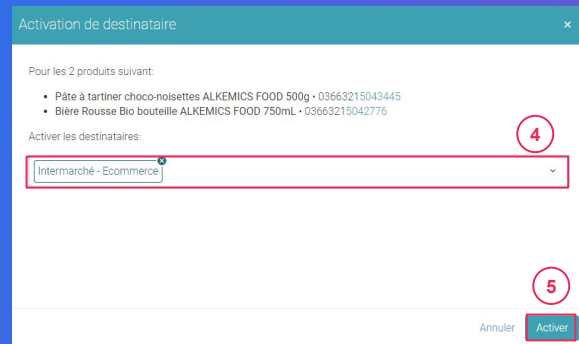 Activation de destinataire ×
Pour les 2 produits suivant:
• Pâte à tartiner choco-noisettes ALKEMICS FOOD 500g • 03663215043445
• Bière Rousse Bio bouteille ALKEMICS FOOD 750mL • 03663215042776
Activer les destinataires:
4
Intermarché - Ecommerce
5
Annuler Activer